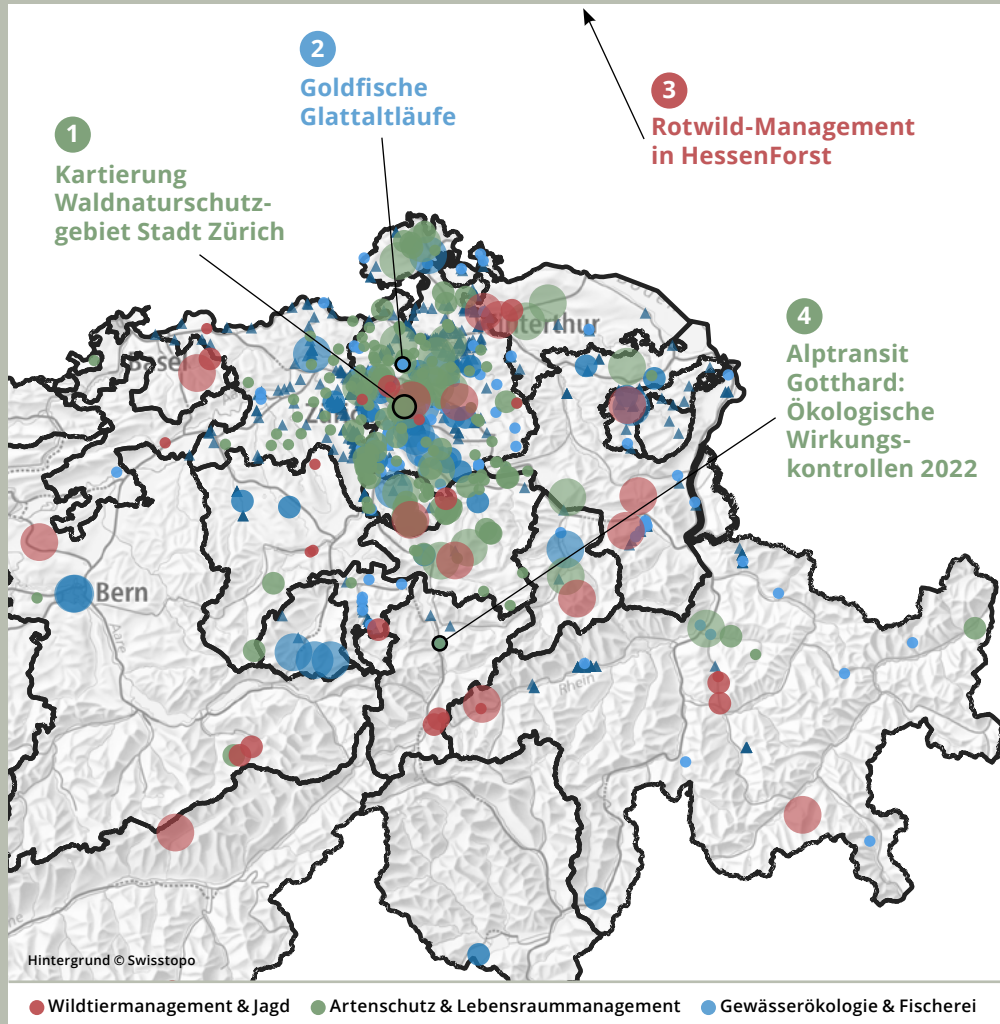 2
Goldfische
Glattaltläufe
3
Rotwild-Management
in HessenForst
1
Kartierung
Waldnaturschutz-
gebiet Stadt Zürich
4
Alptransit
Gotthard:
Ökologische
Wirkungs-
kontrollen 2022
Basel
Bern
Aare
Rhein
Hintergrund © Swisstopo
Wildtiermanagement & Jagd Artenschutz & Lebensraummanagement Gewässerökologie & Fischerei